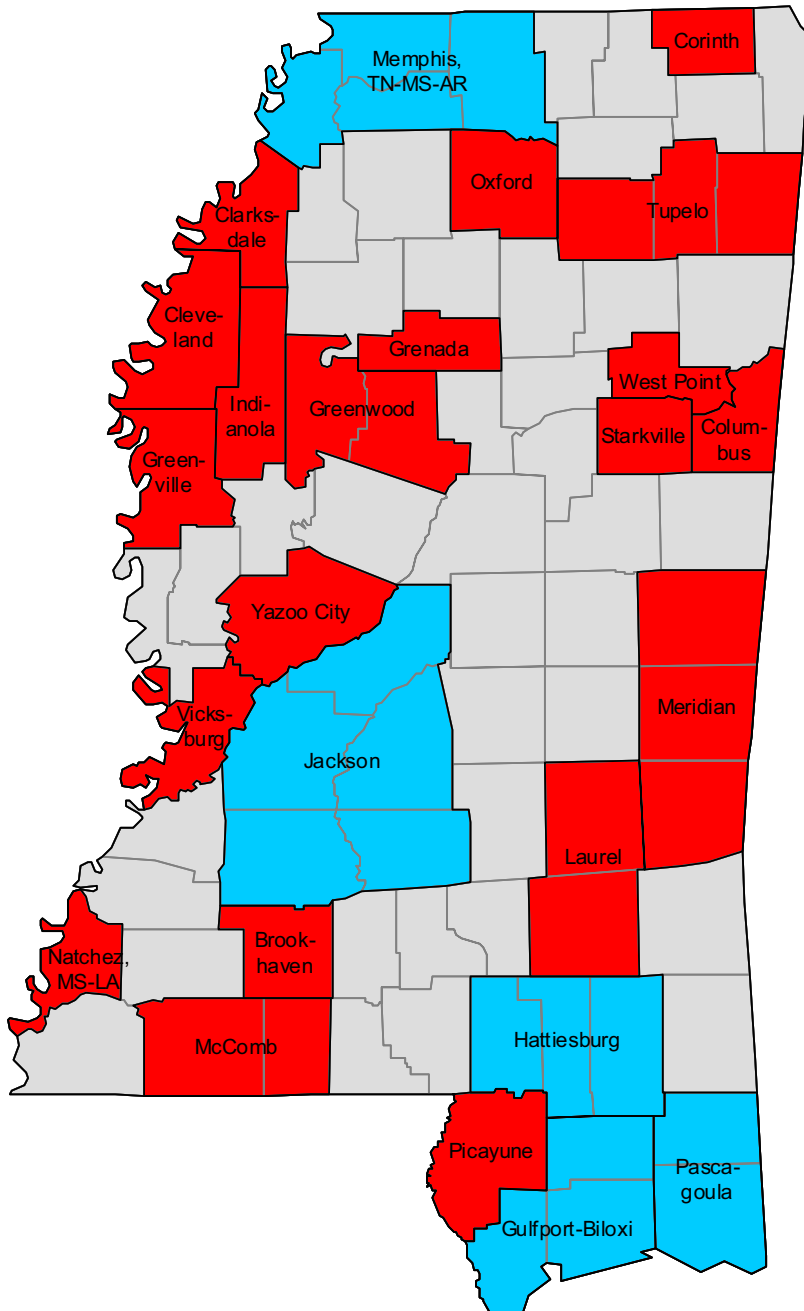 Corinth
Memphis,
TN-MS-AR
Oxford
Clarks-
dale
Tupelo
Cleve-
land
Grenada
West Point
Indi-
anola
Greenwood
Starkville
Colum-
bus
Green-
ville
Yazoo City
Vicks-
burg
Meridian
Jackson
Laurel
Natchez,
MS-LA
Brook-
haven
McComb
Hattiesburg
Picayune
Pasca-
goula
Gulfport-Biloxi